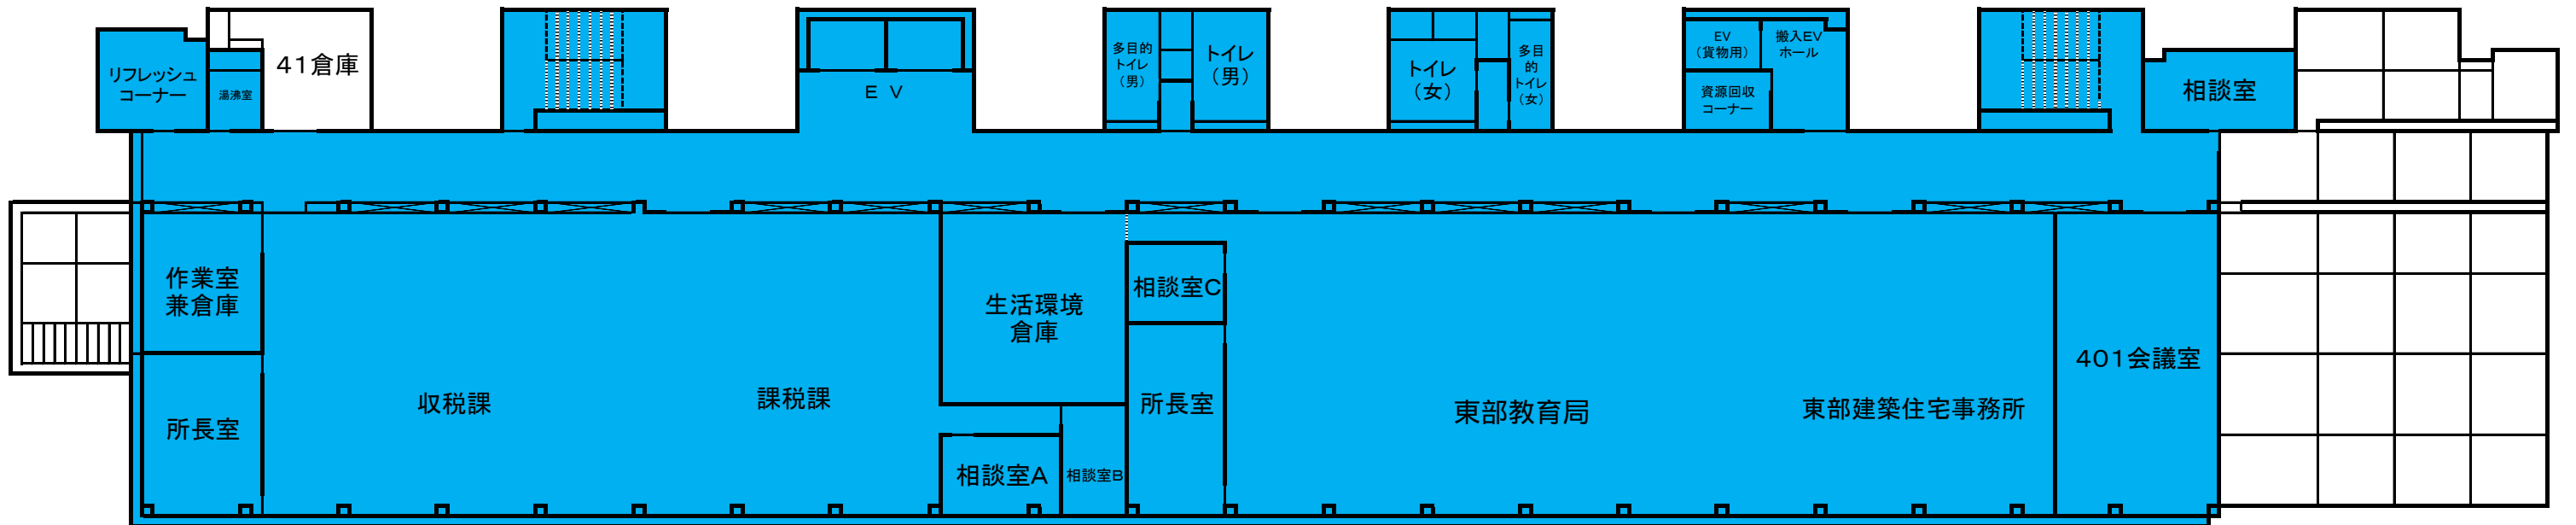 リフレッシュ
コーナー
湯沸室
41倉庫
EV
多目的
トイレ
(男)
トイレ
(男)
トイレ
(女)
多目
的
トイレ
(女)
EV
(貨物用)
搬入EV
ホール
資源回収
コーナー
相談室
作業室
兼倉庫
所長室
収税課
課税課
生活環境
倉庫
相談室A
相談室B
相談室C
所長室
東部教育局
東部建築住宅事務所
401会議室